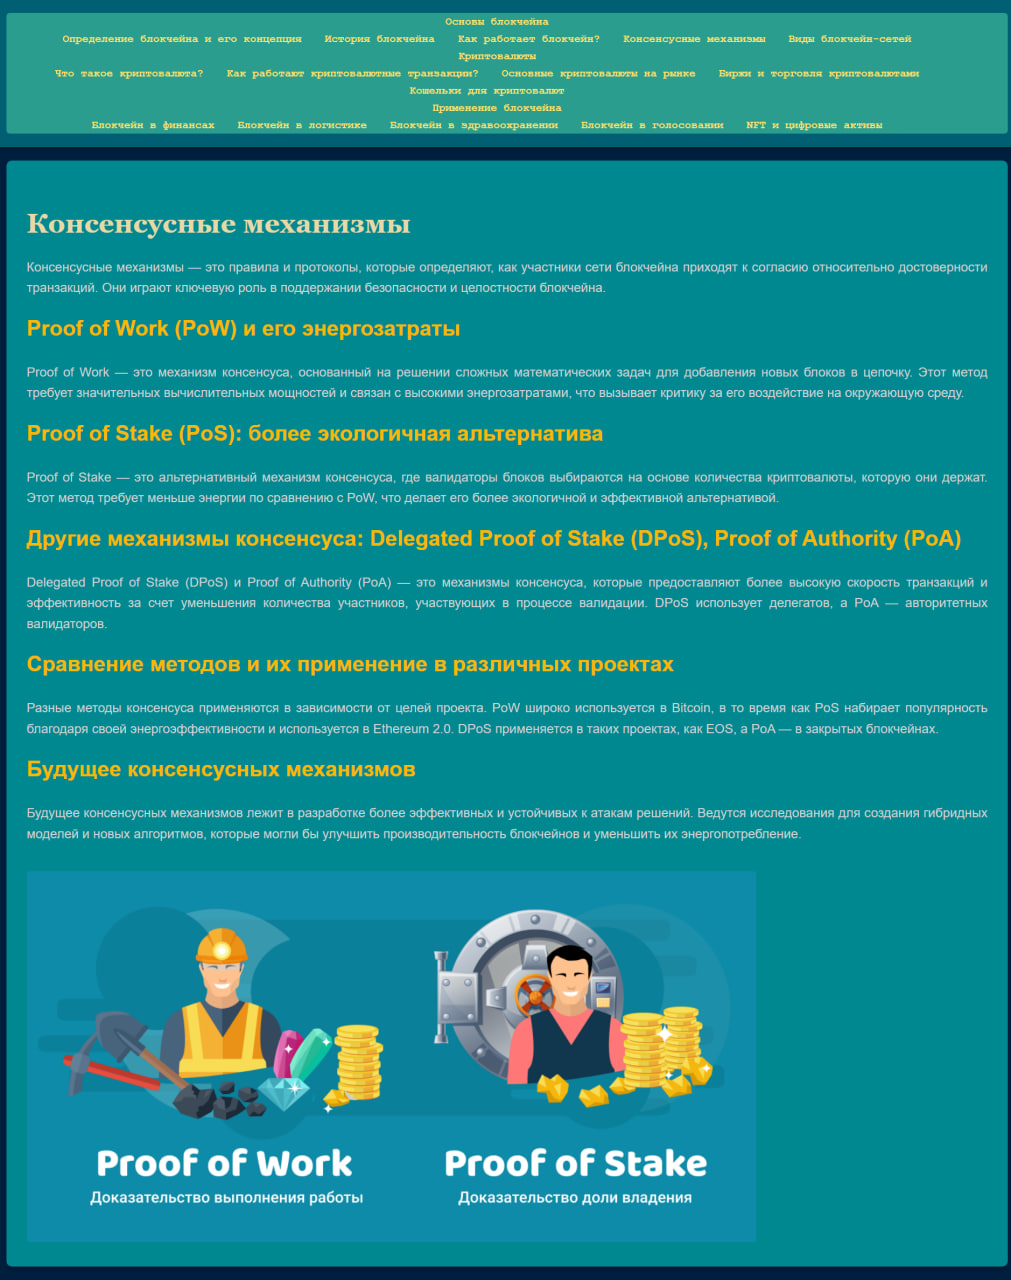 Основы блокчейна
Определение блокчейна и его концепция История блокчейна Как работает блокчейн? Консенсусные механизмы Виды блокчейн-сетей
Криптовалюты
Что такое криптовалюта? Как работают криптовалютные транзакции? Основные криптовалюты на рынке Биржи и торговля криптовалютами
Кошельки для криптовалют
Применение блокчейна
Блокчейн в финансах Блокчейн в логистике Блокчейн в здравоохранении Блокчейн в голосовании NFT и цифровые активы
Консенсусные механизмы
Консенсусные механизмы — это правила и протоколы, которые определяют, как участники сети блокчейна приходят к согласию относительно достоверности
транзакций. Они играют ключевую роль в поддержании безопасности и целостности блокчейна.
Proof of Work (PoW) и его энергозатраты
Proof of Work — это механизм консенсуса, основанный на решении сложных математических задач для добавления новых блоков в цепочку. Этот метод
требует значительных вычислительных мощностей и связан с высокими энергозатратами, что вызывает критику за его воздействие на окружающую среду.
Proof of Stake (PoS): более экологичная альтернатива
Proof of Stake — это альтернативный механизм консенсуса, где валидаторы блоков выбираются на основе количества криптовалюты, которую они держат.
Этот метод требует меньше энергии по сравнению с PoW, что делает его более экологичной и эффективной альтернативой.
Другие механизмы консенсуса: Delegated Proof of Stake (DPoS), Proof of Authority (PoA)
Delegated Proof of Stake (DPoS) и Proof of Authority (PoA) — это механизмы консенсуса, которые предоставляют более высокую скорость транзакций и
эффективность за счет уменьшения количества участников, участвующих в процессе валидации. DPoS использует делегатов, а PoA — авторитетных
валидаторов.
Сравнение методов и их применение в различных проектах
Разные методы консенсуса применяются в зависимости от целей проекта. PoW широко используется в Bitcoin, в то время как PoS набирает популярность
благодаря своей энергоэффективности и используется в Ethereum 2.0. DPoS применяется в таких проектах, как EOS, а PoA — в закрытых блокчейнах.
Будущее консенсусных механизмов
Будущее консенсусных механизмов лежит в разработке более эффективных и устойчивых к атакам решений. Ведутся исследования для создания гибридных
моделей и новых алгоритмов, которые могли бы улучшить производительность блокчейнов и уменьшить их энергопотребление.
Proof of Work Proof of Stake
Доказательство выполнения работы Доказательство доли владения